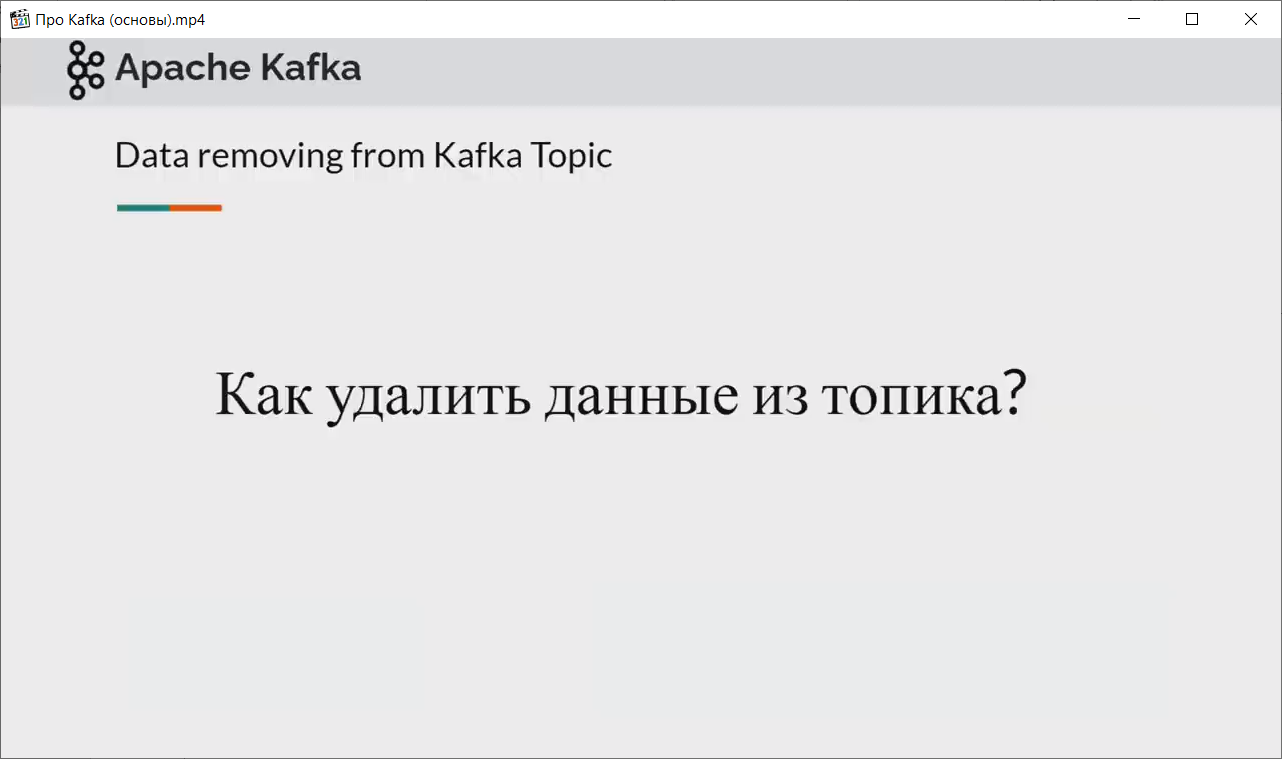 Про Kafka (основы).mp4
Apache Kafka
Data removing from Kafka Topic
Как удалить данные из топика?